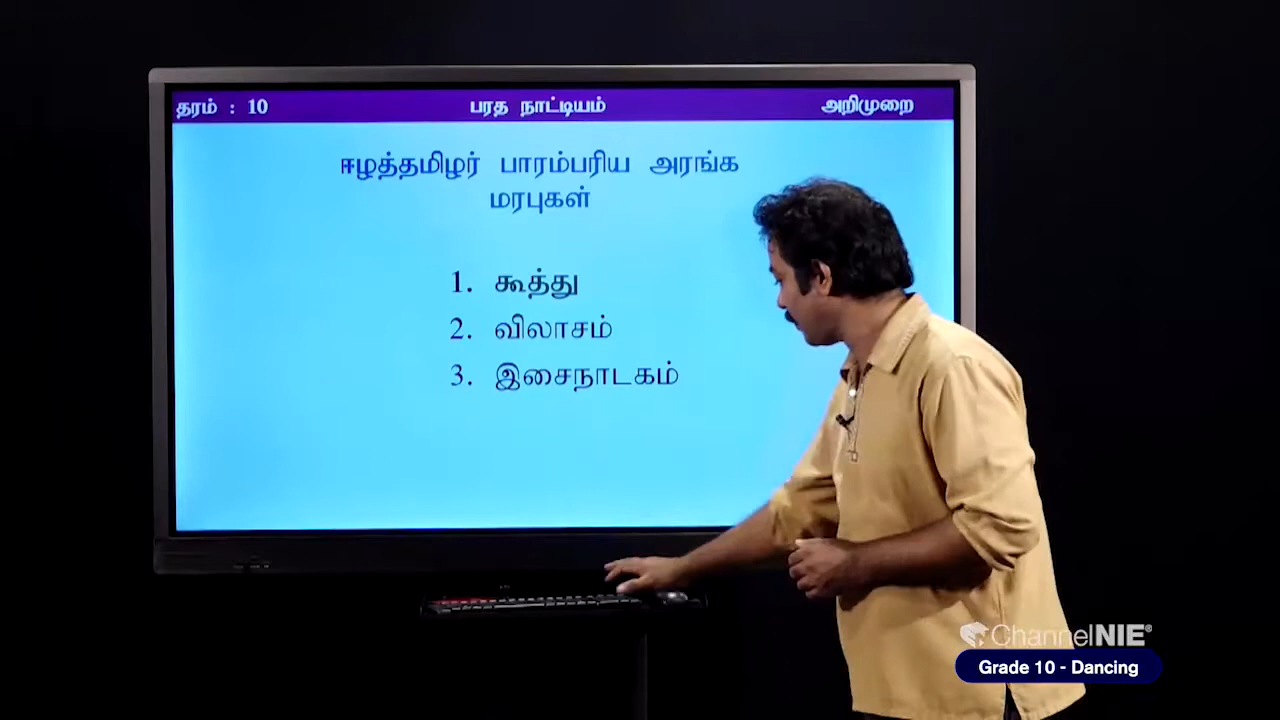 தரம் : 10 பரத நாட்டியம் அறிமுறை
ஈழத்தமிழர் பாரம்பரிய அரங்க
மரபுகள்
1. கூத்து
2. விலாசம்
3. இசைநாடகம்
ChannelNIE®
Grade 10 - Dancing